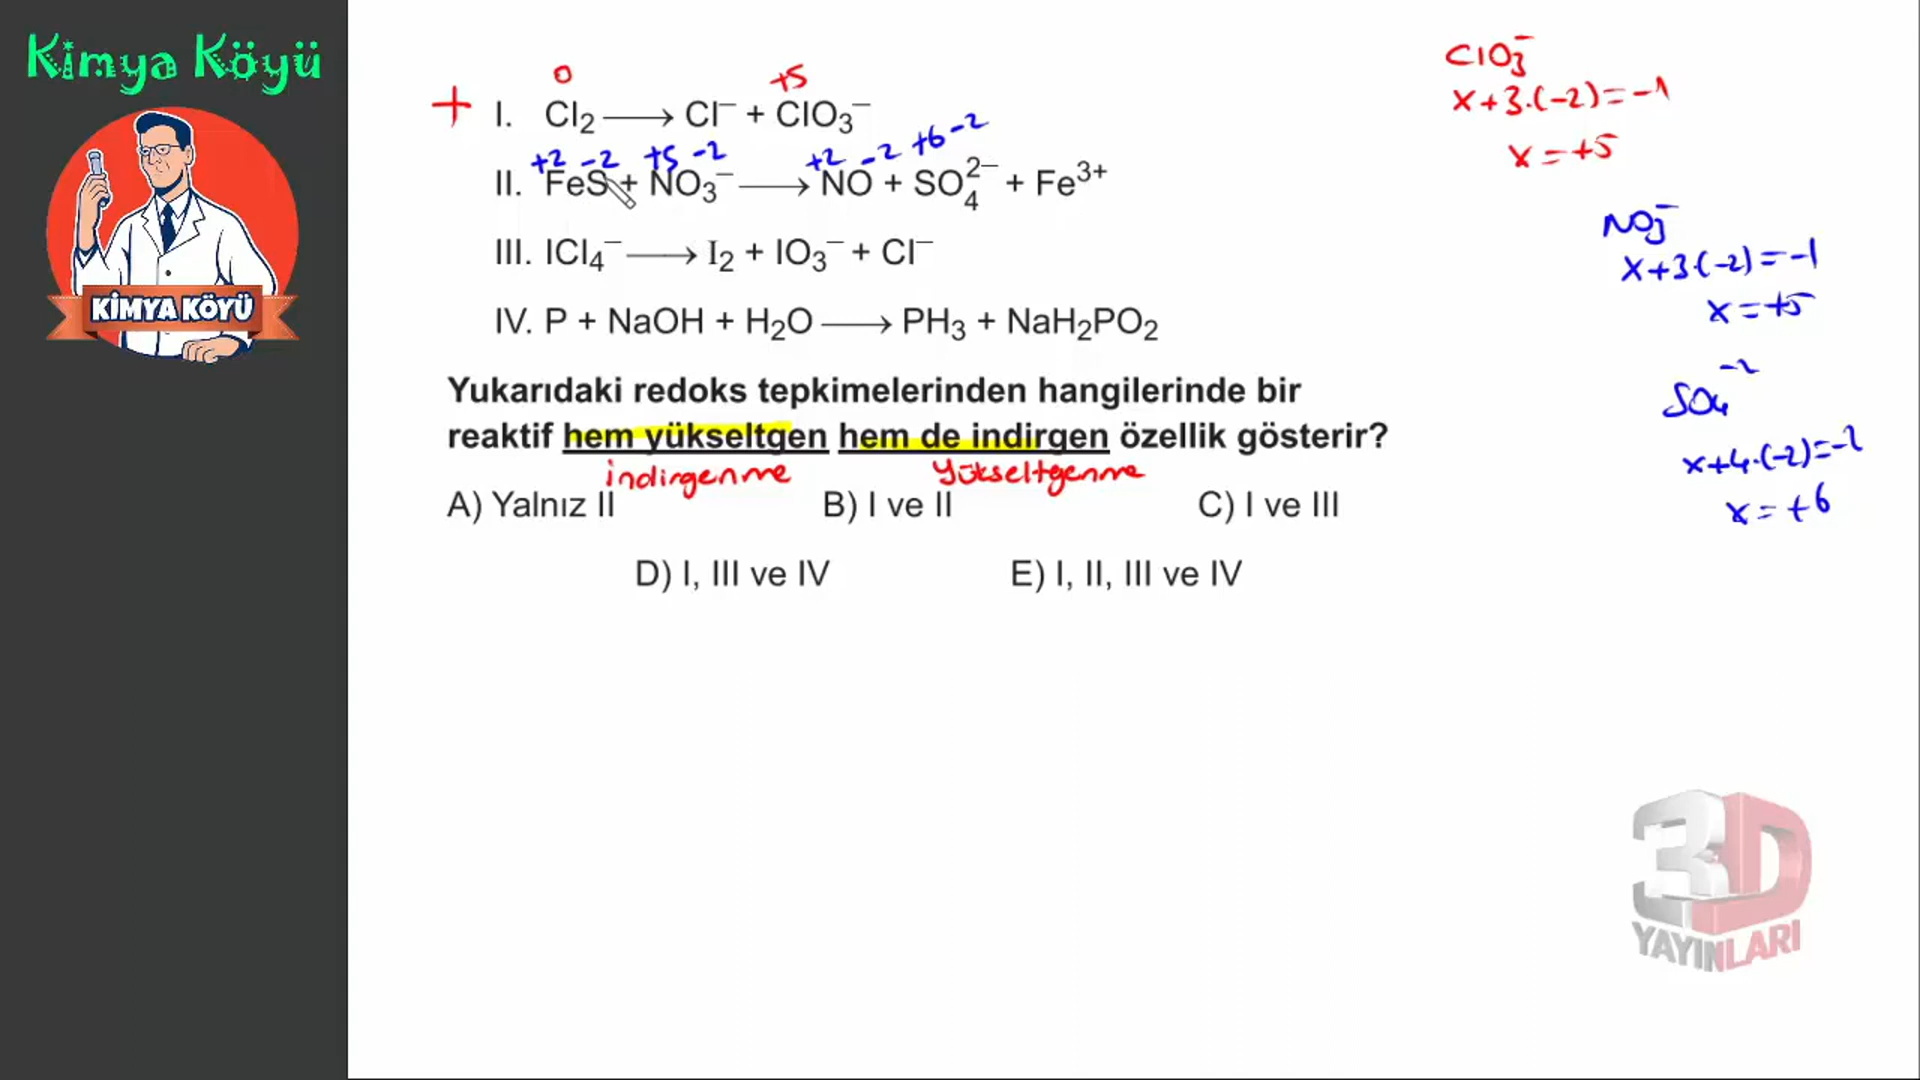 Kimya Köyü
KİMYA KÖYÜ
0 +5
+ I. Cl₂ ⟶ Cl⁻ + ClO₃⁻
+2 -2 +5 -2 +2 -2 +6 -2
II. FeS + NO₃⁻ ⟶ NO + SO₄²⁻ + Fe³⁺
III. ICl₄⁻ ⟶ I₂ + IO₃⁻ + Cl⁻
IV. P + NaOH + H₂O ⟶ PH₃ + NaH₂PO₂
Yukarıdaki redoks tepkimelerinden hangilerinde bir
reaktif hem yükseltgen hem de indirgen özellik gösterir?
indirgenme yükseltgenme
A) Yalnız II B) I ve II C) I ve III
D) I, III ve IV E) I, II, III ve IV
ClO₃⁻
x+3.(-2)=-1
x=+5
NO₃⁻
x+3.(-2)=-1
x=+5
SO₄⁻²
x+4.(-2)=-2
x=+6
3D
YAYINLARI